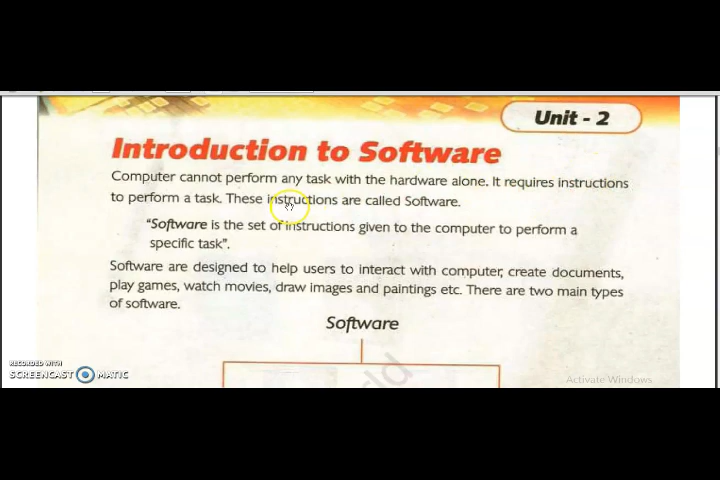 Unit - 2
Introduction to Software
Computer cannot perform any task with the hardware alone. It requires instructions
to perform a task. These instructions are called Software.
"Software is the set of instructions given to the computer to perform a
specific task".
Software are designed to help users to interact with computer, create documents,
play games, watch movies, draw images and paintings etc. There are two main types
of software.
Software
RECORDED WITH
SCREENCAST MATIC
Activate Windows